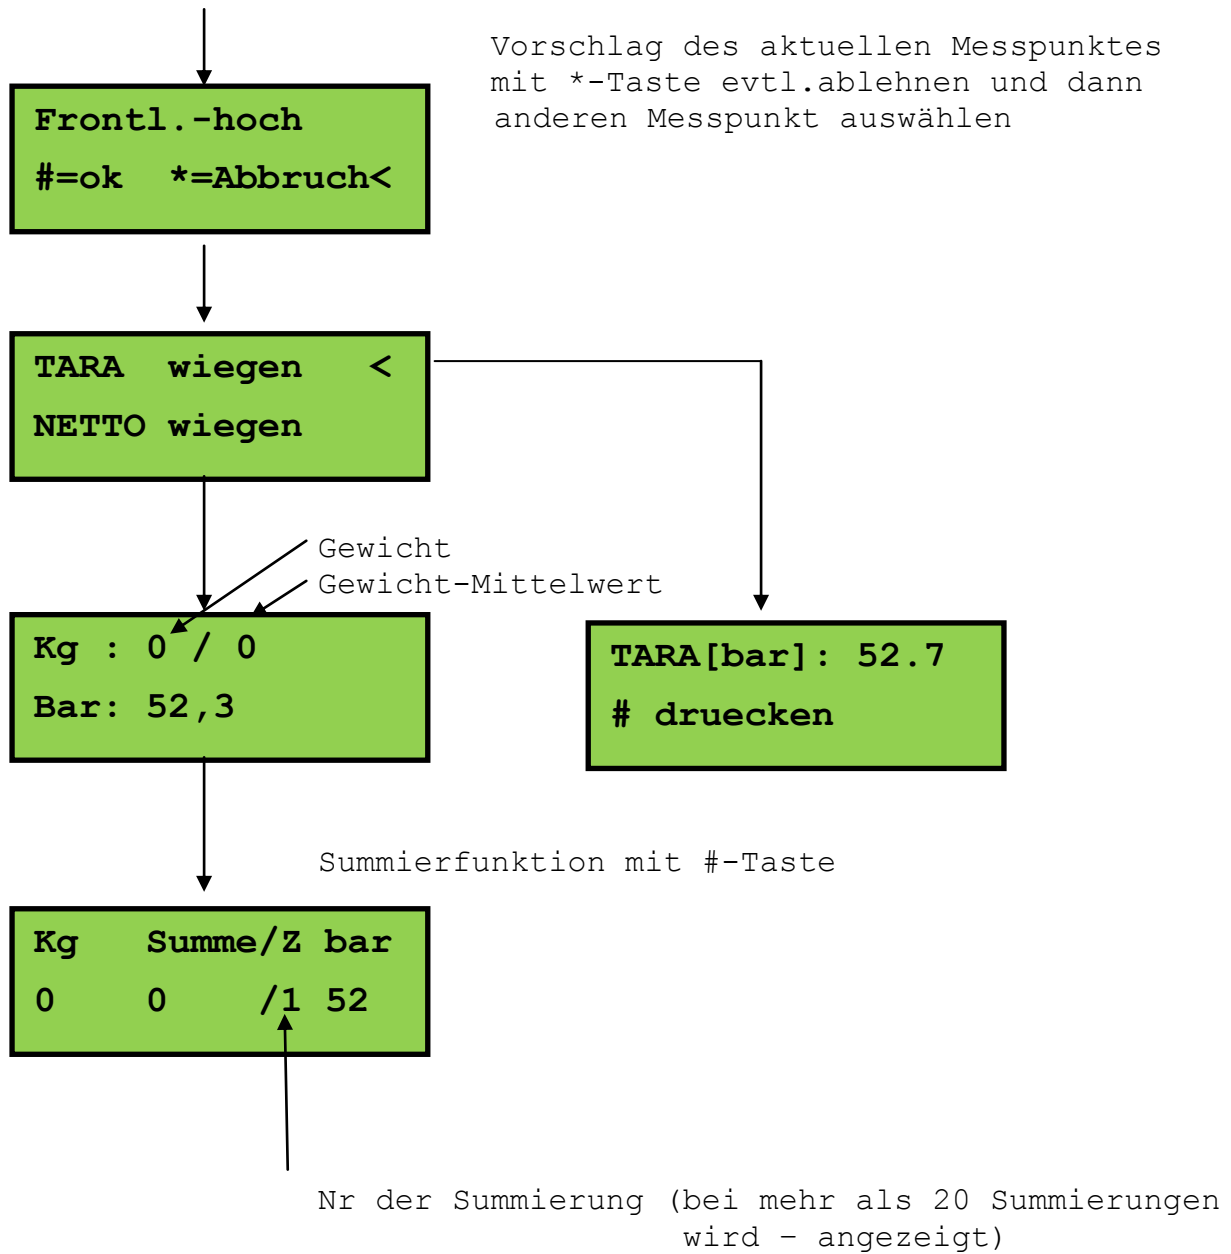 Vorschlag des aktuellen Messpunktes
mit *-Taste evtl.ablehnen und dann
anderen Messpunkt auswählen
Frontl.-hoch
#=ok *=Abbruch<
TARA wiegen <
NETTO wiegen
Gewicht
Gewicht-Mittelwert
Kg : 0 / 0
Bar: 52,3
TARA[bar]: 52.7
# druecken
Summierfunktion mit #-Taste
Kg Summe/Z bar
0 0 /1 52
Nr der Summierung (bei mehr als 20 Summierungen
wird – angezeigt)